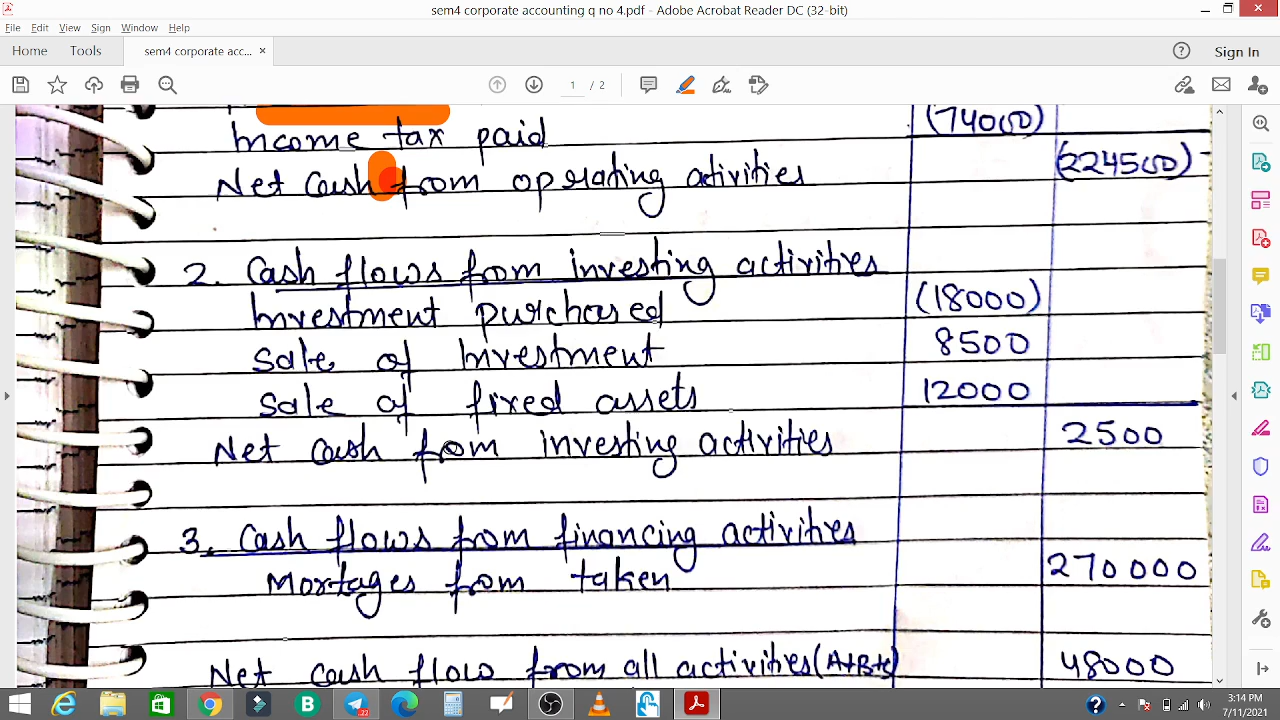 sem4 corporate accounting q no 4.pdf - Adobe Acrobat Reader DC (32-bit)
File Edit View Sign Window Help
Home Tools sem4 corporate acc... × Sign In
1 / 2
Income tax paid (74000)
Net Cash from operating activities (224500)
2. Cash flows from investing activities
Investment purchased (18000)
sale of Investment 8500
sale of fixed assets 12000
Net Cash from investing activities 2500
3. Cash flows from financing activities
Mortages from taken 270000
Net cash flow from all activities (A+B+C) 48000
3:14 PM
7/11/2021